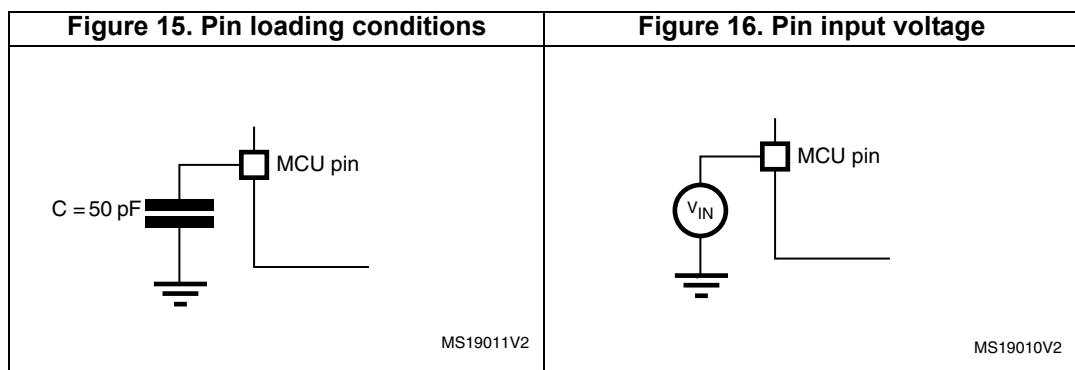 Figure 15. Pin loading conditions
Figure 16. Pin input voltage
MCU pin
C = 50 pF
MS19011V2
MCU pin
VIN
MS19010V2